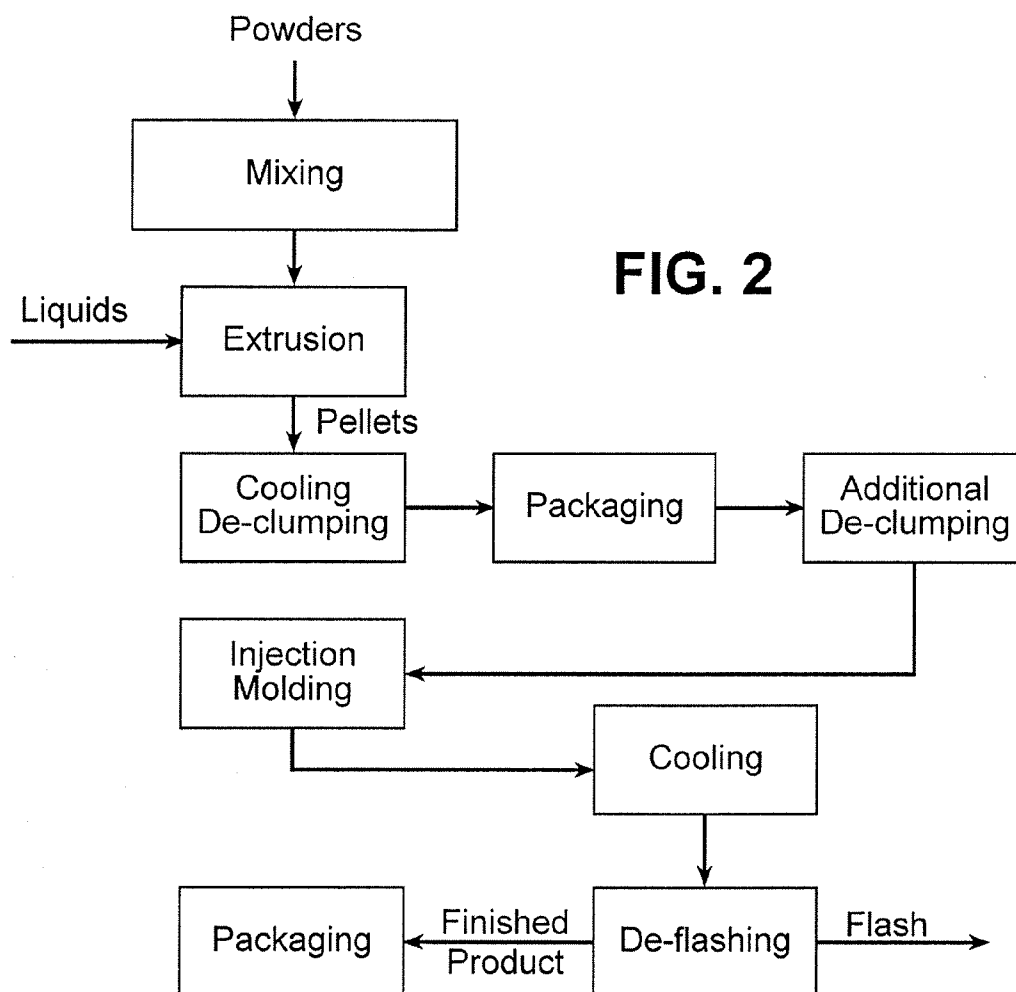 Powders
Mixing
FIG. 2
Liquids
Extrusion
Pellets
Cooling
De-clumping
Packaging
Additional
De-clumping
Injection
Molding
Cooling
Packaging
Finished
Product
De-flashing
Flash